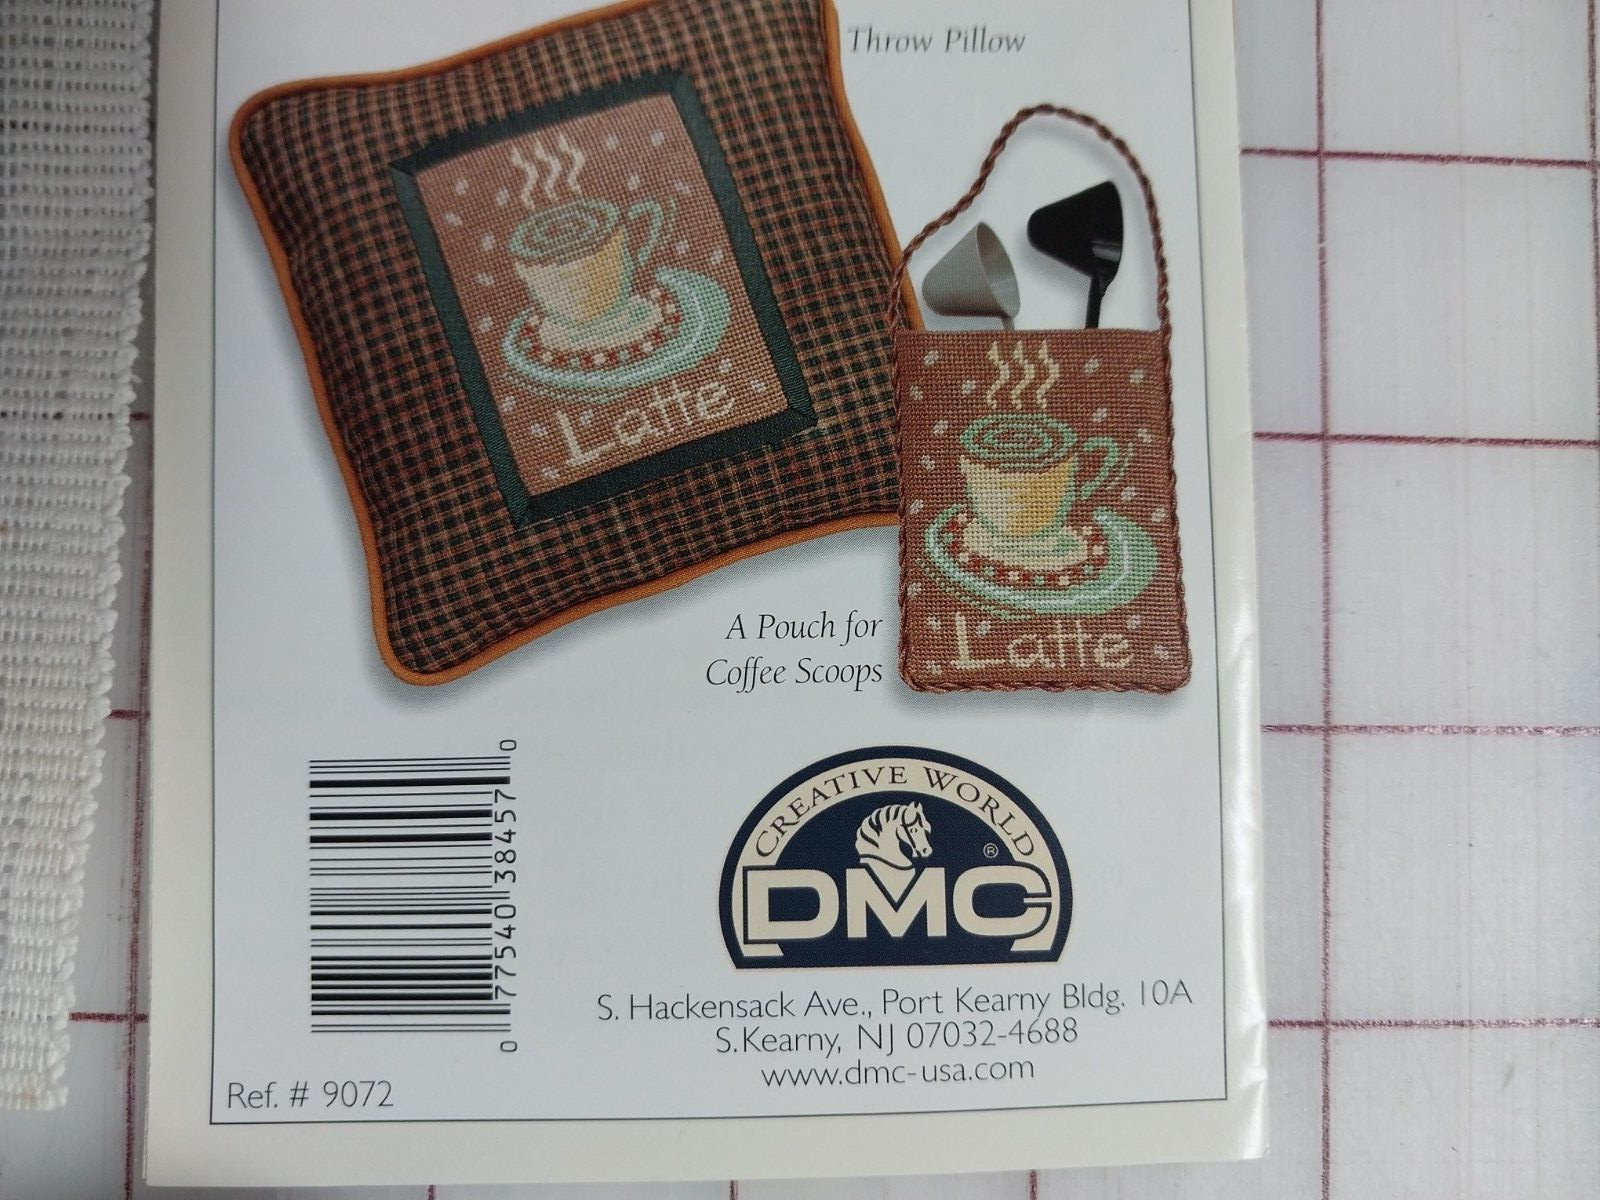 Throw Pillow
Latte
Latte
A Pouch for
Coffee Scoops
0 77540 38457 0
CREATIVE WORLD
DMC
®
S. Hackensack Ave., Port Kearny Bldg. 10A
S.Kearny, NJ 07032-4688
www.dmc-usa.com
Ref. # 9072